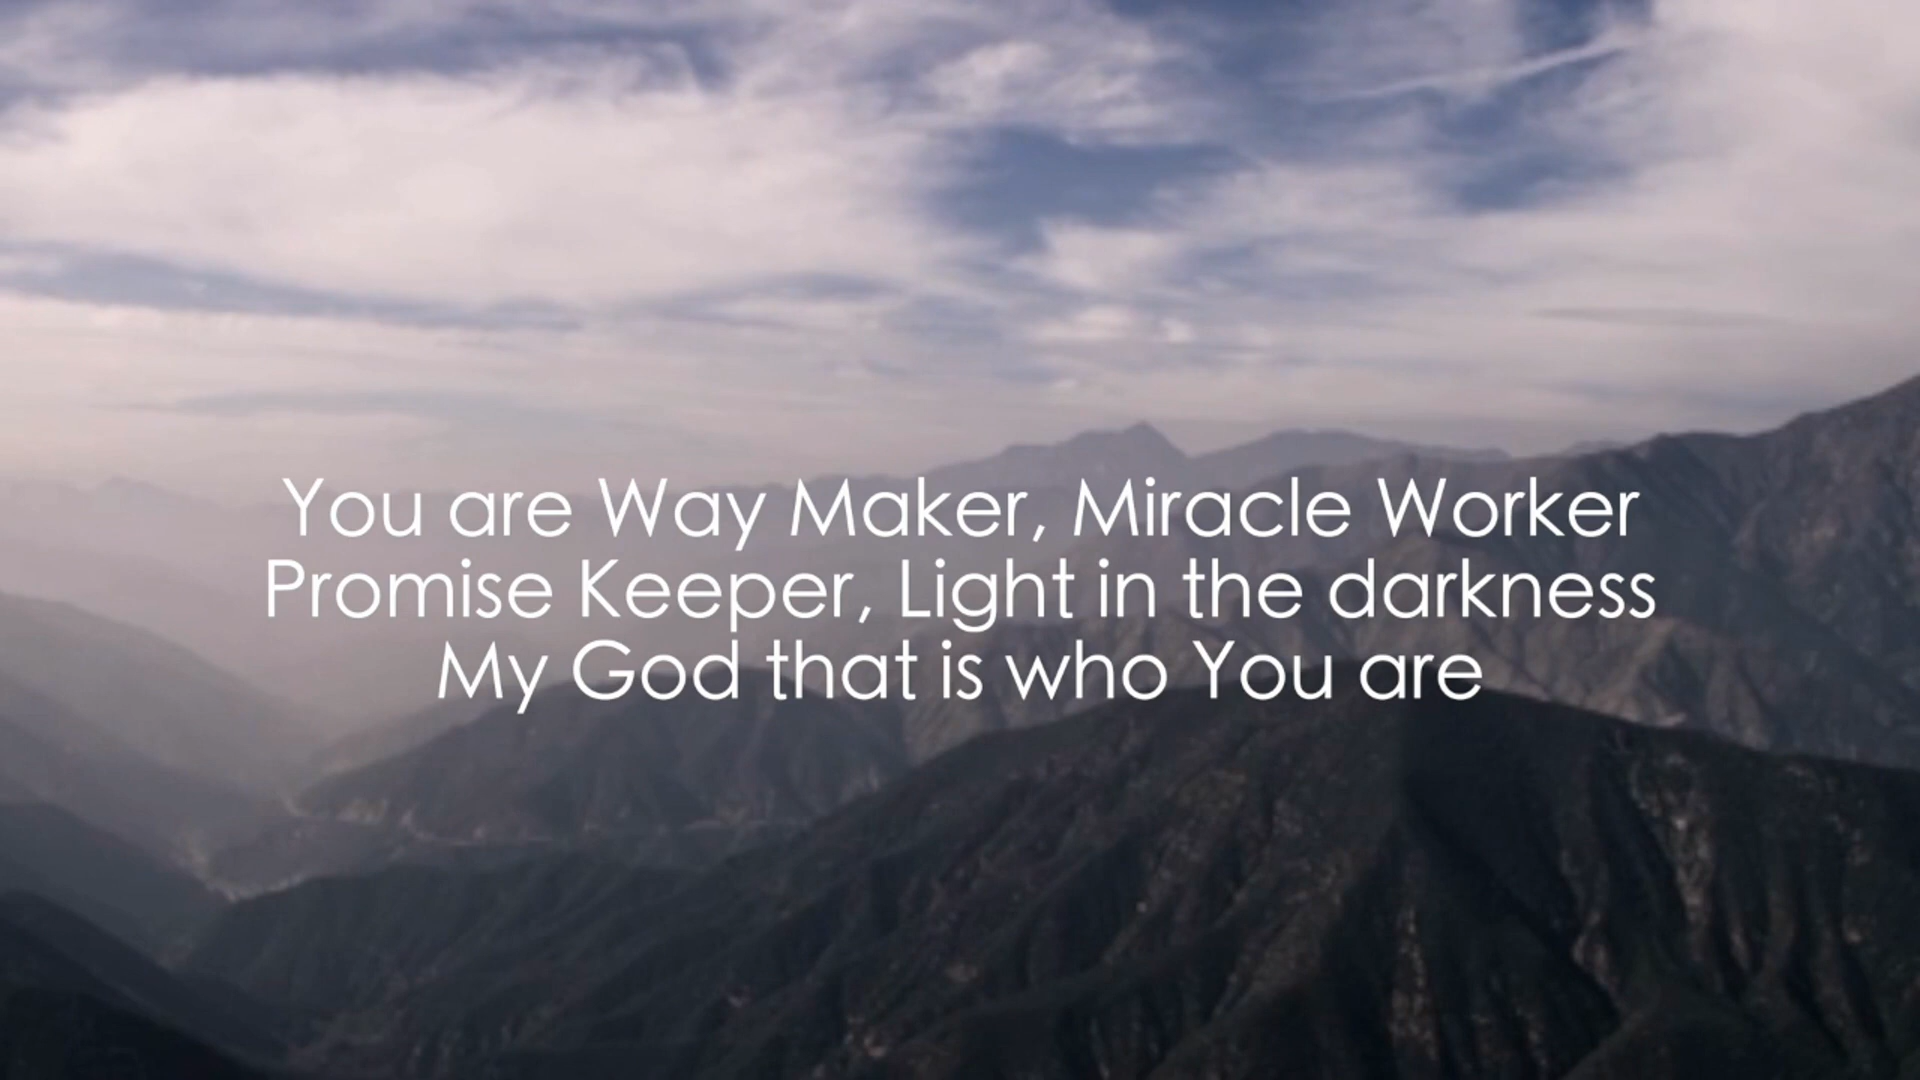 You are Way Maker, Miracle Worker
Promise Keeper, Light in the darkness
My God that is who You are